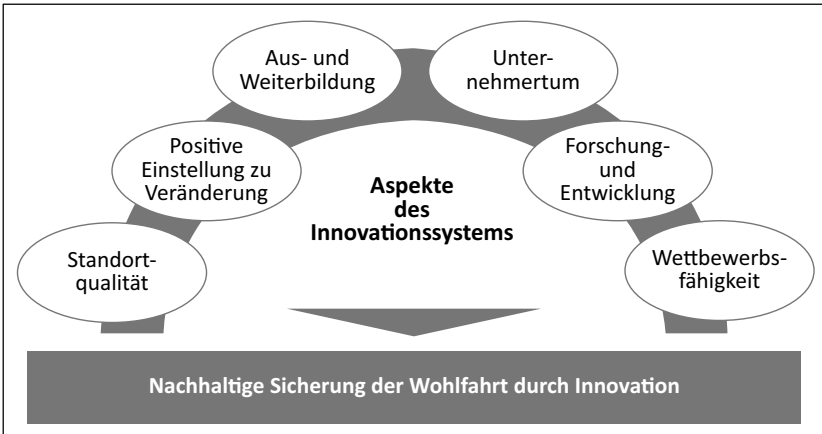 Aus- und
Weiterbildung
Unter-
nehmertum
Positive
Einstellung zu
Veränderung
Forschung-
und
Entwicklung
Aspekte
des
Innovationssystems
Standort-
qualität
Wettbewerbs-
fähigkeit
Nachhaltige Sicherung der Wohlfahrt durch Innovation